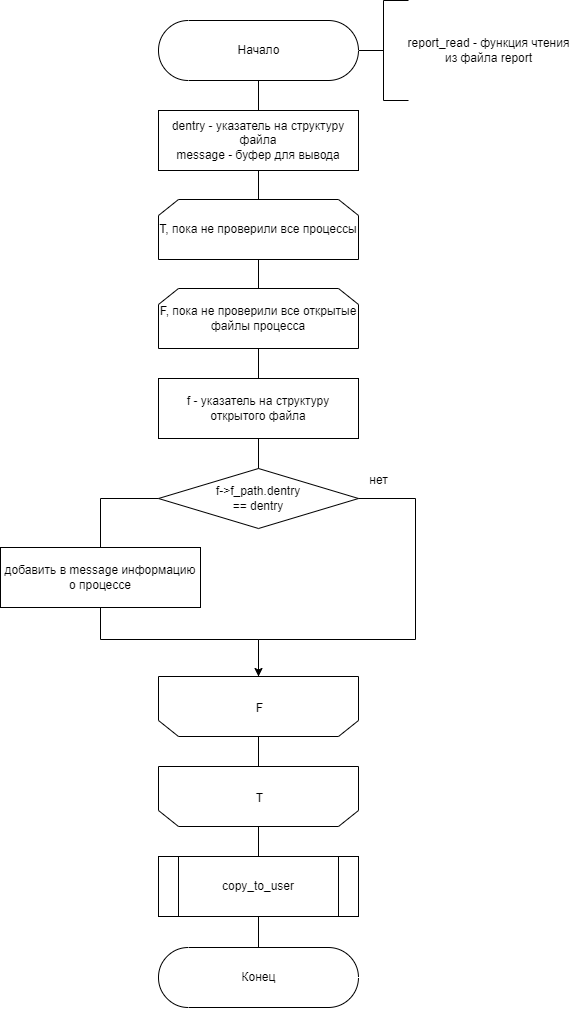 Начало
report_read - функция чтения
из файла report
dentry - указатель на структуру
файла
message - буфер для вывода
T, пока не проверили все процессы
F, пока не проверили все открытые
файлы процесса
f - указатель на структуру
открытого файла
нет
f->f_path.dentry
== dentry
добавить в message информацию
о процессе
F
T
copy_to_user
Конец